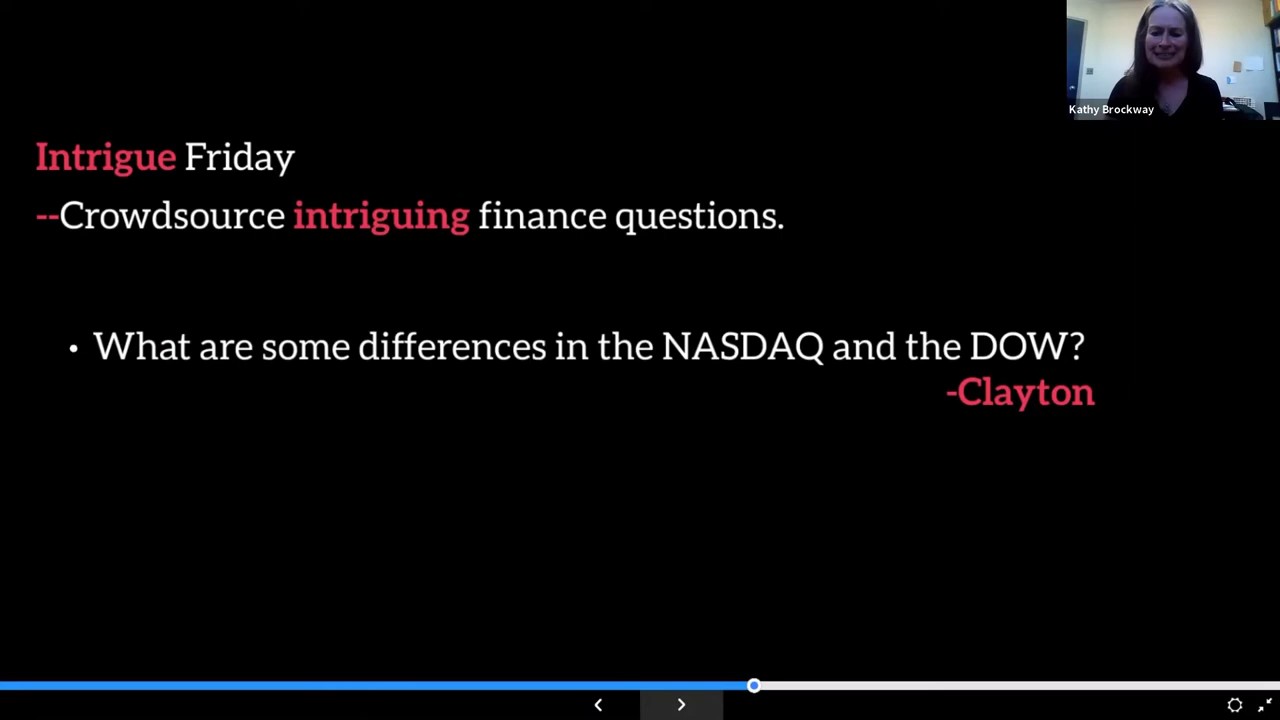 Kathy Brockway
Intrigue Friday
--Crowdsource intriguing finance questions.
• What are some differences in the NASDAQ and the DOW?
-Clayton